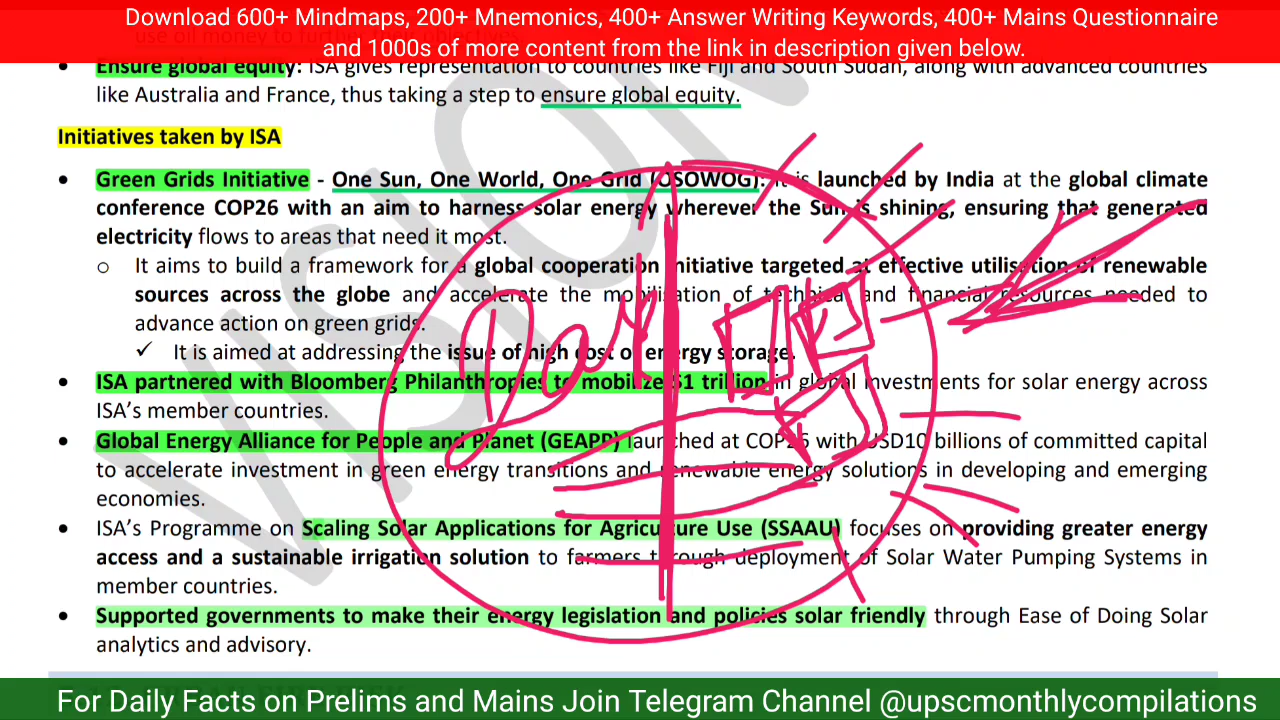 Download 600+ Mindmaps, 200+ Mnemonics, 400+ Answer Writing Keywords, 400+ Mains Questionnaire
and 1000s of more content from the link in description given below.
• Ensure global equity: ISA gives representation to countries like Fiji and South Sudan, along with advanced countries
like Australia and France, thus taking a step to ensure global equity.
Initiatives taken by ISA
• Green Grids Initiative - One Sun, One World, One Grid (OSOWOG): It is launched by India at the global climate
conference COP26 with an aim to harness solar energy wherever the Sun is shining, ensuring that generated
electricity flows to areas that need it most.
o It aims to build a framework for a global cooperation initiative targeted at effective utilisation of renewable
sources across the globe and accelerate the mobilisation of technical and financial resources needed to
advance action on green grids.
✓ It is aimed at addressing the issue of high cost of energy storage.
• ISA partnered with Bloomberg Philanthropies to mobilize $1 trillion in global investments for solar energy across
ISA's member countries.
• Global Energy Alliance for People and Planet (GEAPP) launched at COP26 with USD10 billions of committed capital
to accelerate investment in green energy transitions and renewable energy solutions in developing and emerging
economies.
• ISA's Programme on Scaling Solar Applications for Agriculture Use (SSAAU) focuses on providing greater energy
access and a sustainable irrigation solution to farmers through deployment of Solar Water Pumping Systems in
member countries.
• Supported governments to make their energy legislation and policies solar friendly through Ease of Doing Solar
analytics and advisory.
Dark
For Daily Facts on Prelims and Mains Join Telegram Channel @upscmonthlycompilations